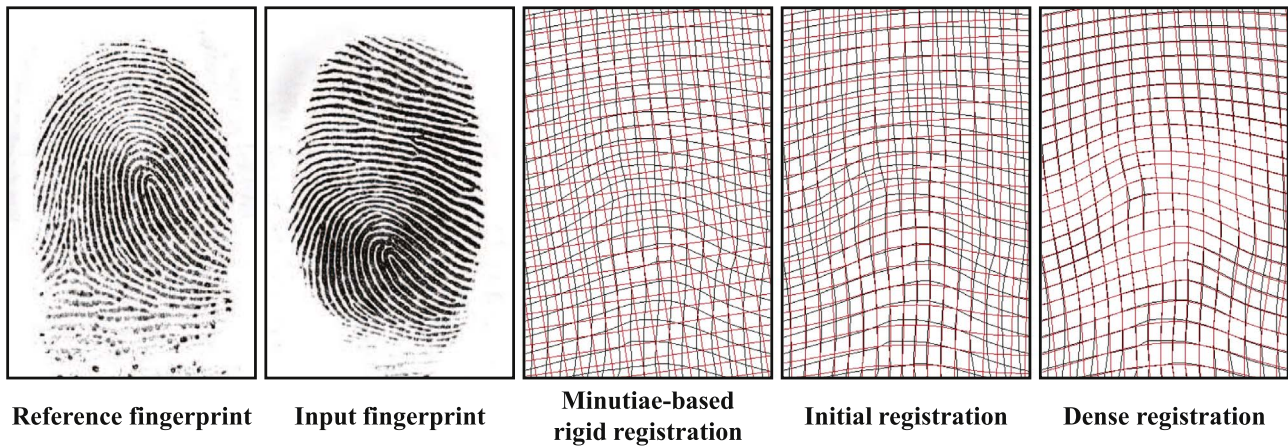 Reference fingerprint
Input fingerprint
Minutiae-based
rigid registration
Initial registration
Dense registration